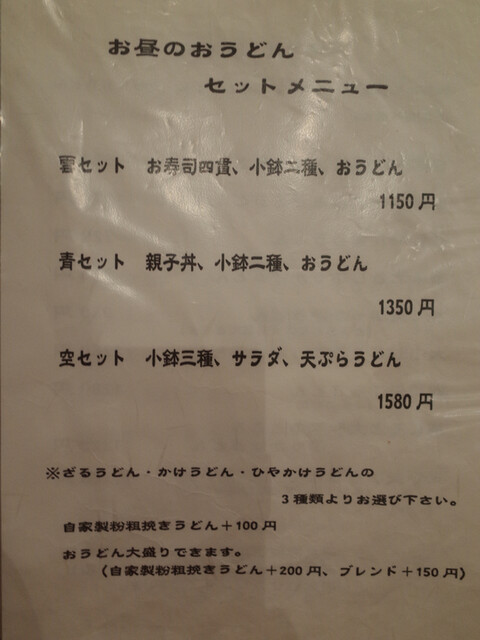 お昼のおうどん
セットメニュー
セット お寿司四貫、小鉢二種、おうどん
1150円
青セット 親子丼、小鉢二種、おうどん
1350円
空セット 小鉢三種、サラダ、天ぷらうどん
1580円
※ざるうどん・かけうどん・ひやかけうどんの
3種類よりお選び下さい。
自家製粉粗挽きうどん+100円
おうどん大盛りできます。
(自家製粉粗挽きうどん+200円、ブレンド+150円)